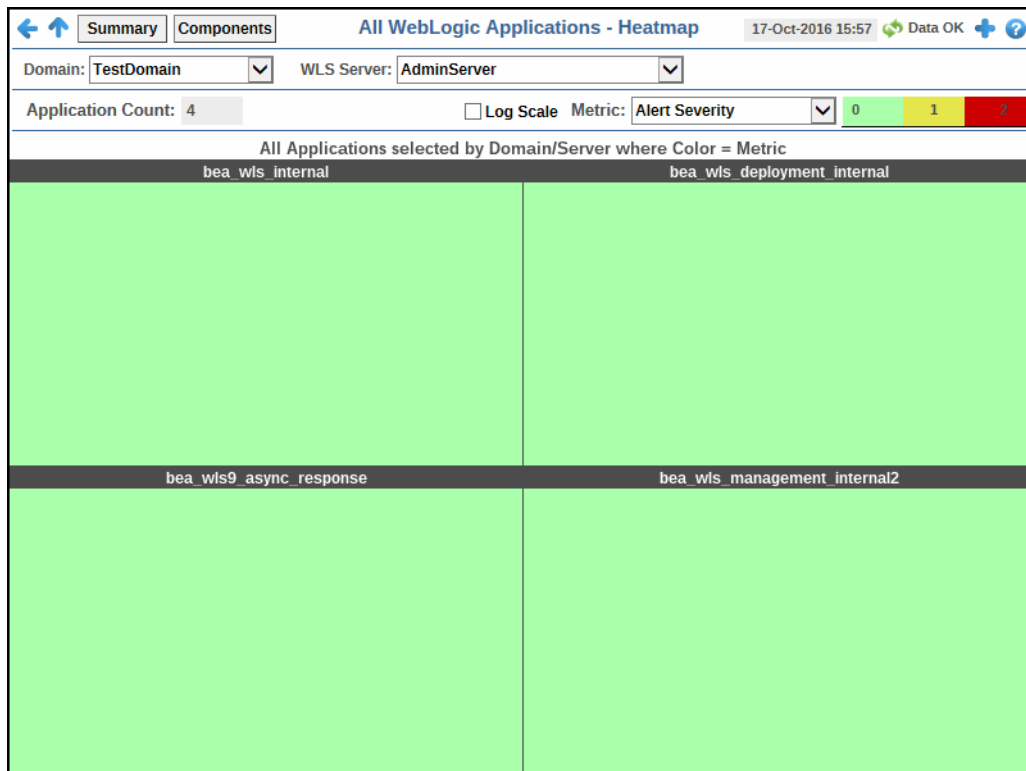 Summary Components All WebLogic Applications - Heatmap 17-Oct-2016 15:57 Data OK
Domain: TestDomain WLS Server: AdminServer
Application Count: 4 Log Scale Metric: Alert Severity 0 1 2
All Applications selected by Domain/Server where Color = Metric
bea_wls_internal bea_wls_deployment_internal
bea_wls9_async_response bea_wls_management_internal2